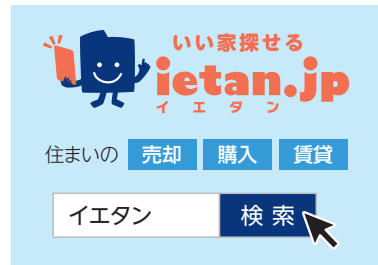 いい家探せる
ietan.jp
イエタン
住まいの 売却 購入 賃貸
イエタン 検索